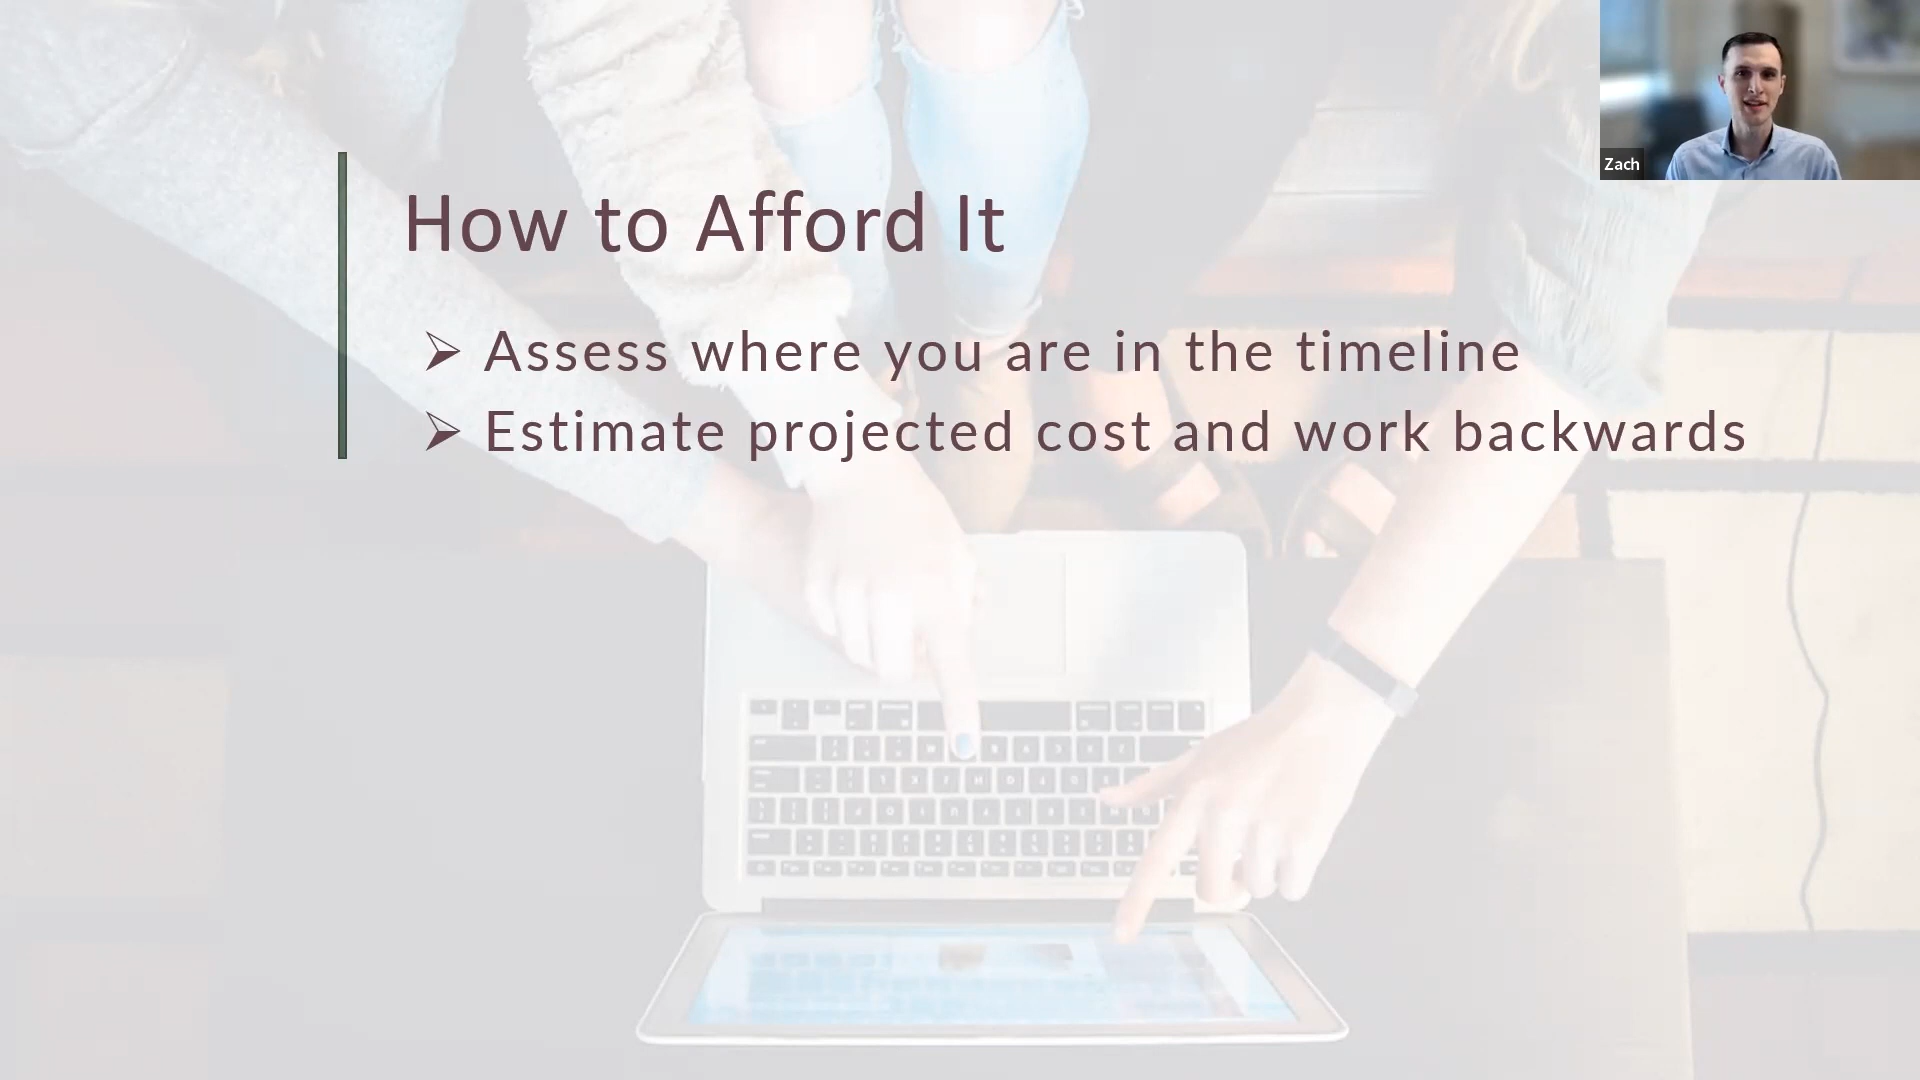 How to Afford It
Assess where you are in the timeline
Estimate projected cost and work backwards
Zach